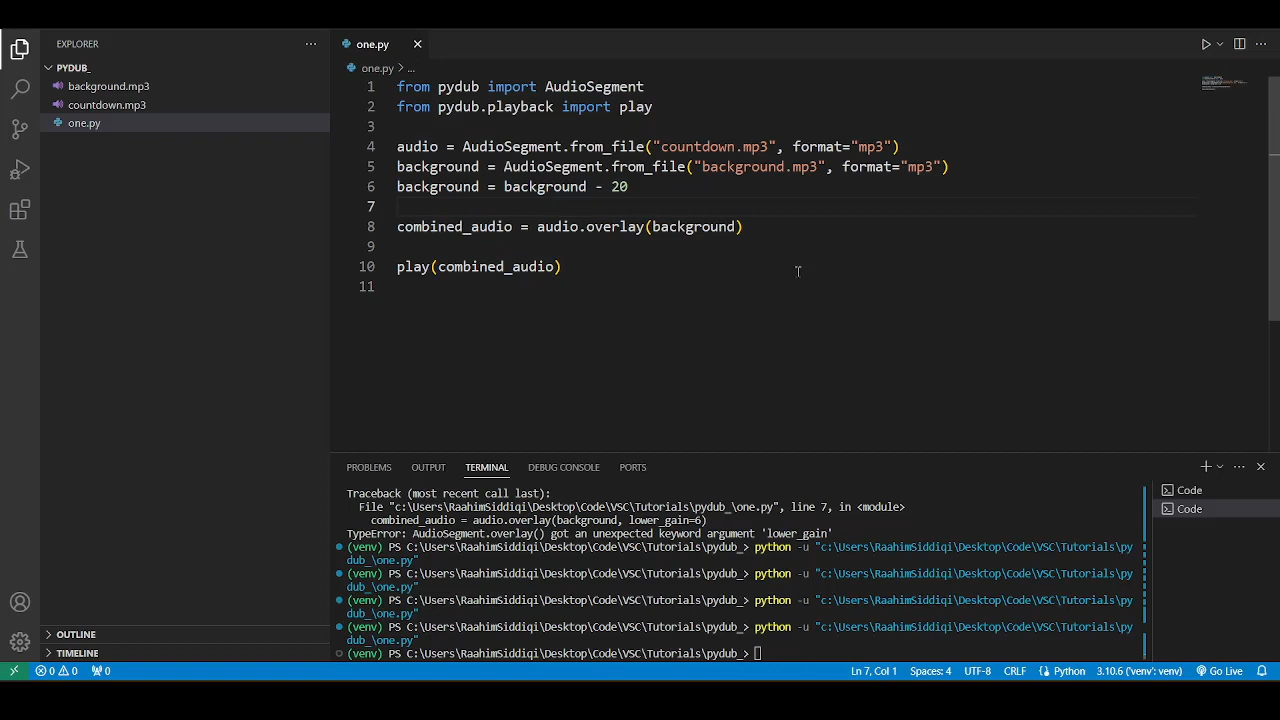 EXPLORER
PYDUB_
background.mp3
countdown.mp3
one.py
OUTLINE
TIMELINE
one.py
one.py > ...
1 from pydub import AudioSegment
2 from pydub.playback import play
3
4 audio = AudioSegment.from_file("countdown.mp3", format="mp3")
5 background = AudioSegment.from_file("background.mp3", format="mp3")
6 background = background - 20
7
8 combined_audio = audio.overlay(background)
9
10 play(combined_audio)
11
PROBLEMS OUTPUT TERMINAL DEBUG CONSOLE PORTS
Traceback (most recent call last):
File "c:\Users\RaahimSiddiqi\Desktop\Code\VSC\Tutorials\pydub_\one.py", line 7, in <module>
combined_audio = audio.overlay(background, lower_gain=6)
TypeError: AudioSegment.overlay() got an unexpected keyword argument 'lower_gain'
(venv) PS C:\Users\RaahimSiddiqi\Desktop\Code\VSC\Tutorials\pydub_> python -u "c:\Users\RaahimSiddiqi\Desktop\Code\VSC\Tutorials\py
dub_\one.py"
(venv) PS C:\Users\RaahimSiddiqi\Desktop\Code\VSC\Tutorials\pydub_> python -u "c:\Users\RaahimSiddiqi\Desktop\Code\VSC\Tutorials\py
dub_\one.py"
(venv) PS C:\Users\RaahimSiddiqi\Desktop\Code\VSC\Tutorials\pydub_> python -u "c:\Users\RaahimSiddiqi\Desktop\Code\VSC\Tutorials\py
dub_\one.py"
(venv) PS C:\Users\RaahimSiddiqi\Desktop\Code\VSC\Tutorials\pydub_> python -u "c:\Users\RaahimSiddiqi\Desktop\Code\VSC\Tutorials\py
dub_\one.py"
(venv) PS C:\Users\RaahimSiddiqi\Desktop\Code\VSC\Tutorials\pydub_>
Code
Code
0 0 0 Ln 7, Col 1 Spaces: 4 UTF-8 CRLF Python 3.10.6 ('venv': venv) Go Live